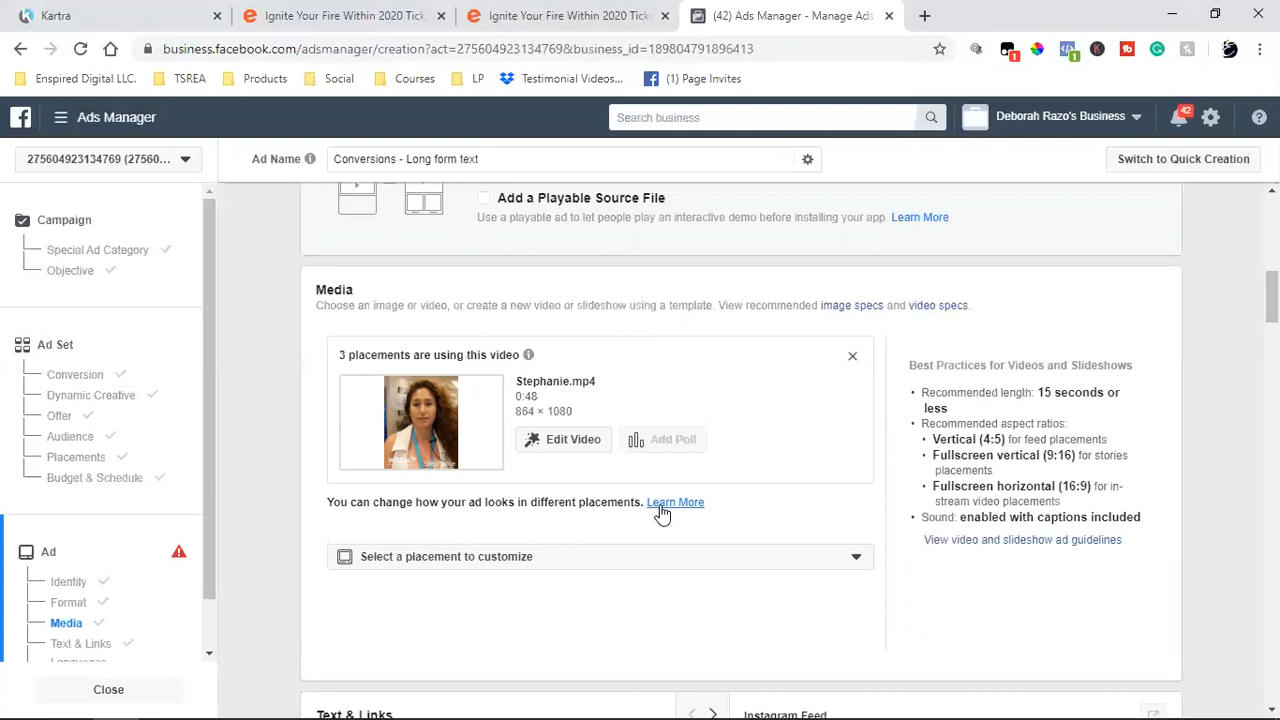 Kartra
Ignite Your Fire Within 2020 Tick
Ignite Your Fire Within 2020 Ticks
(42) Ads Manager - Manage Ads
business.facebook.com/adsmanager/creation?act=275604923134769&business_id=189804791896413
1
1
Enspired Digital LLC.
TSREA
Products
Social
Courses
LP
Testimonial Videos...
(1) Page Invites
Ads Manager
Search business
Deborah Razo's Business
42
275604923134769 (27560...
Ad Name
Conversions - Long form text
Switch to Quick Creation
Campaign
Special Ad Category
Objective
Ad Set
Conversion
Dynamic Creative
Offer
Audience
Placements
Budget & Schedule
Ad
Identity
Format
Media
Text & Links
Languages
Close
Add a Playable Source File
Use a playable ad to let people play an interactive demo before installing your app. Learn More
Media
Choose an image or video, or create a new video or slideshow using a template. View recommended image specs and video specs.
3 placements are using this video
Stephanie.mp4
0:48
864 × 1080
Edit Video
Add Poll
Stephanie
You can change how your ad looks in different placements. Learn More
Select a placement to customize
Best Practices for Videos and Slideshows
• Recommended length: 15 seconds or
less
• Recommended aspect ratios:
• Vertical (4:5) for feed placements
• Fullscreen vertical (9:16) for stories
placements
• Fullscreen horizontal (16:9) for in-
stream video placements
• Sound: enabled with captions included
View video and slideshow ad guidelines
Text & Links
Instagram Feed